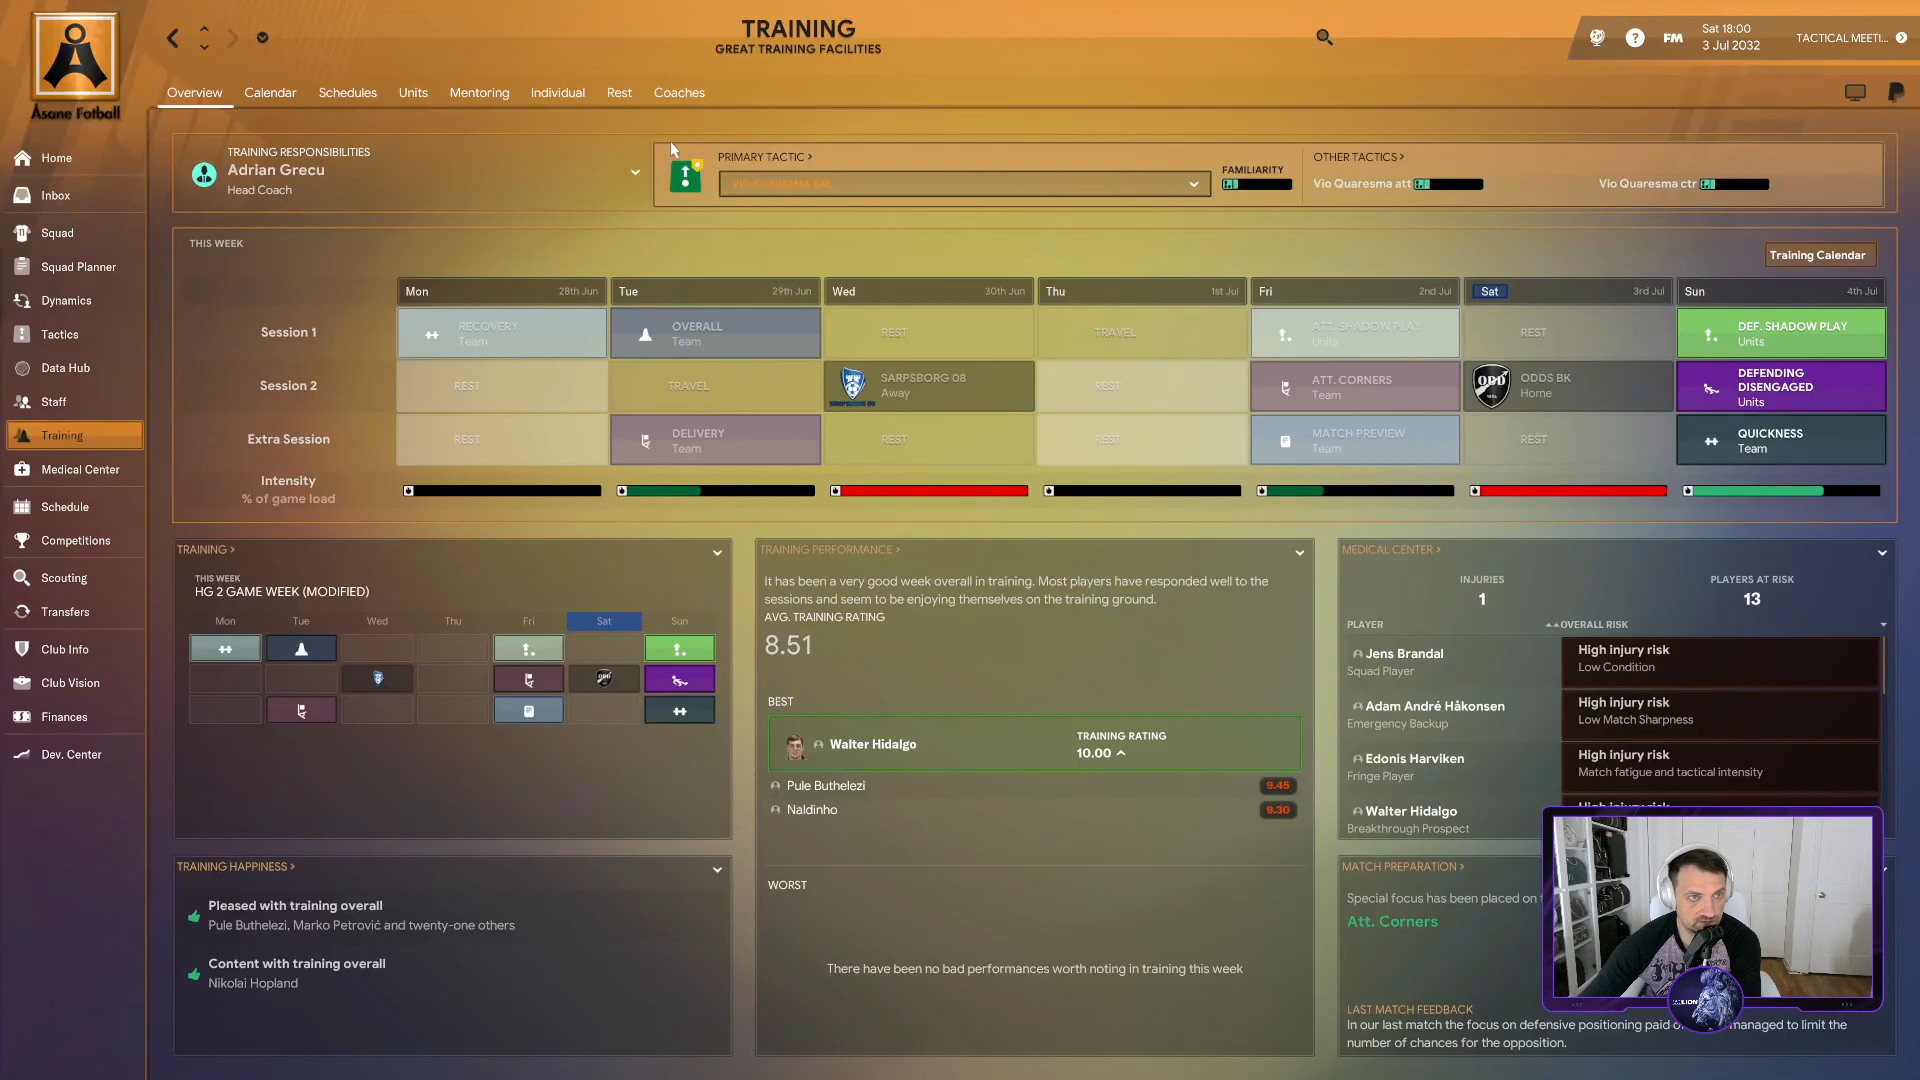 TRAINING
GREAT TRAINING FACILITIES
FM
Sat 18:00
3 Jul 2032
TACTICAL MEETI...
Åsane Fotball
Overview
Calendar
Schedules
Units
Mentoring
Individual
Rest
Coaches
Home
Inbox
Squad
Squad Planner
Dynamics
Tactics
Data Hub
Staff
Training
Medical Center
Schedule
Competitions
Scouting
Transfers
Club Info
Club Vision
Finances
Dev. Center
TRAINING RESPONSIBILITIES
Adrian Grecu
Head Coach
PRIMARY TACTIC >
VIO QUARESMA BAL
FAMILIARITY
OTHER TACTICS >
Vio Quaresma att
Vio Quaresma ctr
THIS WEEK
Training Calendar
Mon 28th Jun
Tue 29th Jun
Wed 30th Jun
Thu 1st Jul
Fri 2nd Jul
Sat 3rd Jul
Sun 4th Jul
Session 1
RECOVERY
Team
OVERALL
Team
REST
TRAVEL
ATT. SHADOW PLAY
Units
REST
DEF. SHADOW PLAY
Units
Session 2
REST
TRAVEL
SARPSBORG 08
Away
REST
ATT. CORNERS
Team
ODD
ODDS BK
Home
DEFENDING
DISENGAGED
Units
Extra Session
REST
DELIVERY
Team
REST
REST
MATCH PREVIEW
Team
REST
QUICKNESS
Team
Intensity
% of game load
TRAINING >
THIS WEEK
HG 2 GAME WEEK (MODIFIED)
Mon
Tue
Wed
Thu
Fri
Sat
Sun
TRAINING HAPPINESS >
Pleased with training overall
Pule Buthelezi, Marko Petrović and twenty-one others
Content with training overall
Nikolai Hopland
TRAINING PERFORMANCE >
It has been a very good week overall in training. Most players have responded well to the
sessions and seem to be enjoying themselves on the training ground.
AVG. TRAINING RATING
8.51
BEST
Walter Hidalgo
TRAINING RATING
10.00
Pule Buthelezi
9.45
Naldinho
9.30
WORST
There have been no bad performances worth noting in training this week
MEDICAL CENTER >
INJURIES
1
PLAYERS AT RISK
13
PLAYER
OVERALL RISK
Jens Brandal
Squad Player
High injury risk
Low Condition
Adam André Håkonsen
Emergency Backup
High injury risk
Low Match Sharpness
Edonis Harviken
Fringe Player
High injury risk
Match fatigue and tactical intensity
Walter Hidalgo
Breakthrough Prospect
High injury risk
MATCH PREPARATION >
Special focus has been placed on
Att. Corners
LAST MATCH FEEDBACK
In our last match the focus on defensive positioning paid
managed to limit the
number of chances for the opposition.